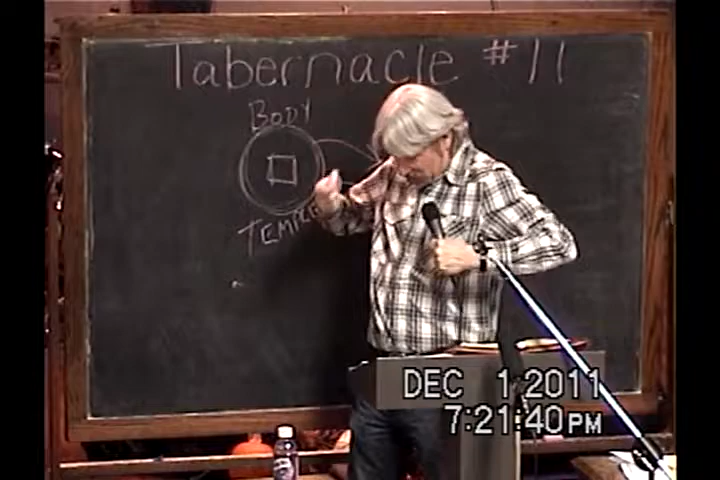 Tabernacle #11
BODY
TEMPLE
DEC 1 2011
7:21:40 PM